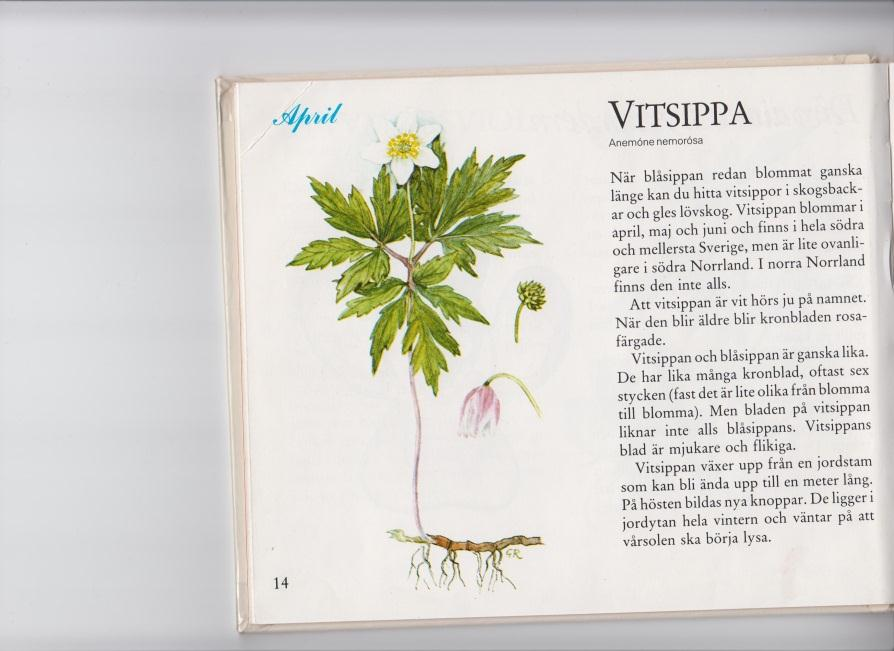 April
VITSIPPA
Anemóne nemorósa
När blåsippan redan blommat ganska
länge kan du hitta vitsippor i skogsback-
ar och gles lövskog. Vitsippan blommar i
april, maj och juni och finns i hela södra
och mellersta Sverige, men är lite ovanli-
gare i södra Norrland. I norra Norrland
finns den inte alls.
Att vitsippan är vit hörs ju på namnet.
När den blir äldre blir kronbladen rosa-
färgade.
Vitsippan och blåsippan är ganska lika.
De har lika många kronblad, oftast sex
stycken (fast det är lite olika från blomma
till blomma). Men bladen på vitsippan
liknar inte alls blåsippans. Vitsippans
blad är mjukare och flikiga.
Vitsippan växer upp från en jordstam
som kan bli ända upp till en meter lång.
På hösten bildas nya knoppar. De ligger i
jordytan hela vintern och väntar på att
vårsolen ska börja lysa.
GR
14